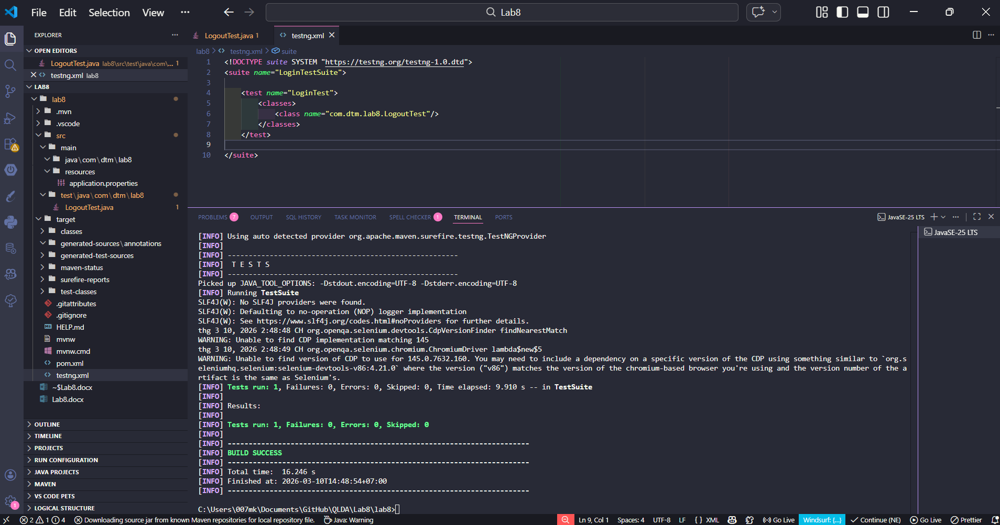 File Edit Selection View ··· Lab8
EXPLORER ···
OPEN EDITORS
LogoutTest.java lab8\src\test\java\com\... 1
testng.xml lab8
LAB8
lab8
.mvn
.vscode
src
main
java\com\dtm\lab8
resources
application.properties
test\java\com\dtm\lab8
LogoutTest.java 1
target
classes
generated-sources\annotations
generated-test-sources
maven-status
surefire-reports
test-classes
.gitattributes
.gitignore
HELP.md
mvnw
mvnw.cmd
pom.xml
testng.xml
~$Lab8.docx
Lab8.docx
OUTLINE
TIMELINE
PROJECTS
RUN CONFIGURATION
JAVA PROJECTS
MAVEN
VS CODE PETS
LOGICAL STRUCTURE
1
LogoutTest.java 1 testng.xml
lab8 > testng.xml > suite
1 <!DOCTYPE suite SYSTEM "https://testng.org/testng-1.0.dtd">
2 <suite name="LoginTestSuite">
3
4 <test name="LoginTest">
5 <classes>
6 <class name="com.dtm.lab8.LogoutTest"/>
7 </classes>
8 </test>
9
10 </suite>
PROBLEMS 7 OUTPUT SQL HISTORY TASK MONITOR SPELL CHECKER 1 TERMINAL PORTS JavaSE-25 LTS
JavaSE-25 LTS
[INFO] Using auto detected provider org.apache.maven.surefire.testng.TestNGProvider
[INFO]
[INFO] -------------------------------------------------------
[INFO]  T E S T S
[INFO] -------------------------------------------------------
Picked up JAVA_TOOL_OPTIONS: -Dstdout.encoding=UTF-8 -Dstderr.encoding=UTF-8
[INFO] Running TestSuite
SLF4J(W): No SLF4J providers were found.
SLF4J(W): Defaulting to no-operation (NOP) logger implementation
SLF4J(W): See https://www.slf4j.org/codes.html#noProviders for further details.
thg 3 10, 2026 2:48:48 CH org.openqa.selenium.devtools.CdpVersionFinder findNearestMatch
WARNING: Unable to find CDP implementation matching 145
thg 3 10, 2026 2:48:49 CH org.openqa.selenium.chromium.ChromiumDriver lambda$new$5
WARNING: Unable to find version of CDP to use for 145.0.7632.160. You may need to include a dependency on a specific version of the CDP using something similar to `org.s
eleniumhq.selenium:selenium-devtools-v86:4.21.0` where the version ("v86") matches the version of the chromium-based browser you're using and the version number of the a
rtifact is the same as Selenium's.
[INFO] Tests run: 1, Failures: 0, Errors: 0, Skipped: 0, Time elapsed: 9.910 s -- in TestSuite
[INFO]
[INFO] Results:
[INFO]
[INFO] Tests run: 1, Failures: 0, Errors: 0, Skipped: 0
[INFO]
[INFO] ------------------------------------------------------------------------
[INFO] BUILD SUCCESS
[INFO] ------------------------------------------------------------------------
[INFO] Total time:  16.246 s
[INFO] Finished at: 2026-03-10T14:48:54+07:00
[INFO] ------------------------------------------------------------------------
C:\Users\007mk\Documents\GitHub\QLDA\Lab8\lab8>
2 1 4 Downloading source jar from known Maven repositories for local repository file. Java: Warning Ln 9, Col 1 Spaces: 4 UTF-8 LF { } XML Go Live Windsurf: {...} Continue (NE) Go Live Prettier